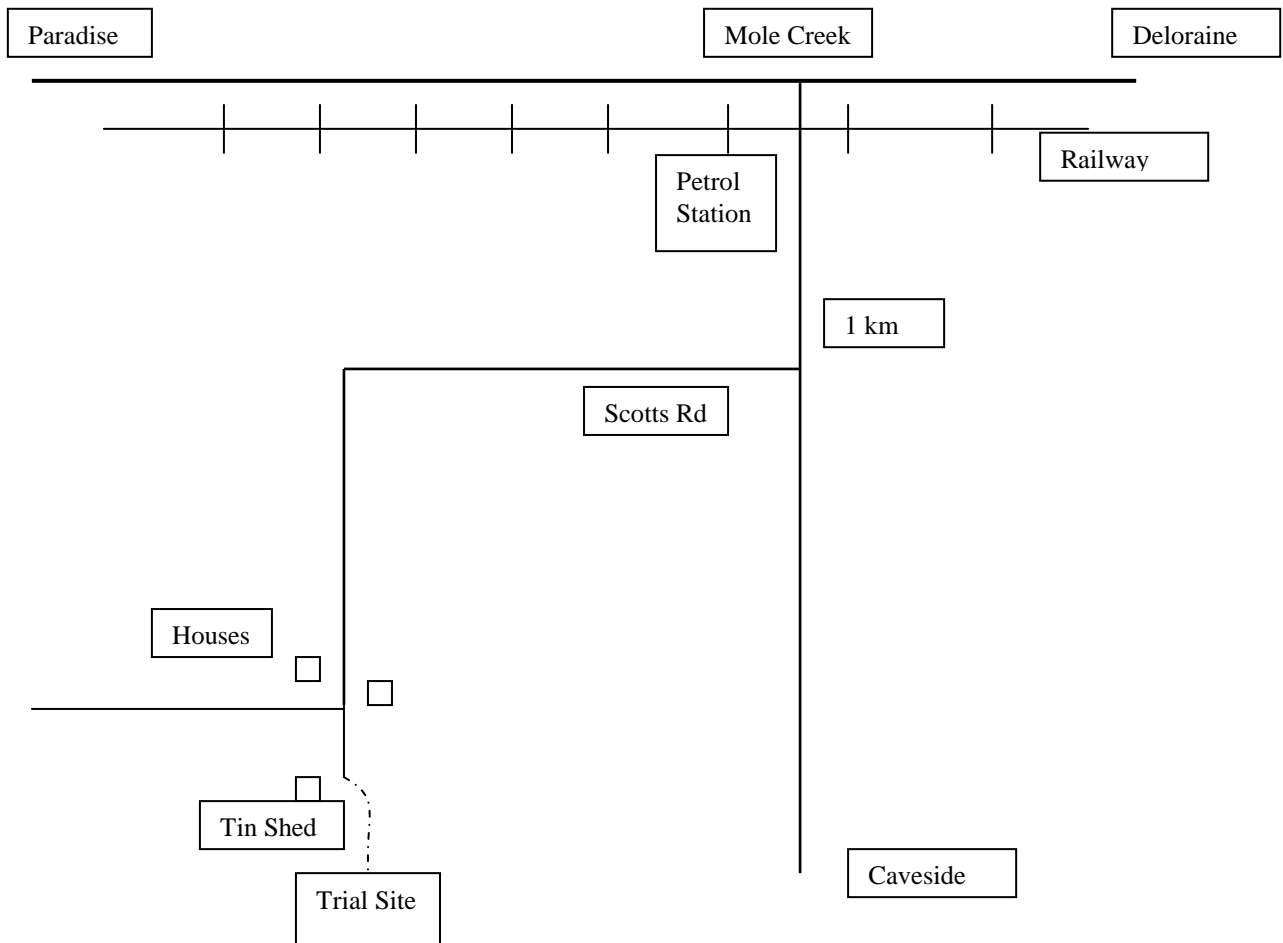 Paradise
Mole Creek
Deloraine
Railway
Petrol
Station
1 km
Scotts Rd
Houses
Tin Shed
Caveside
Trial Site